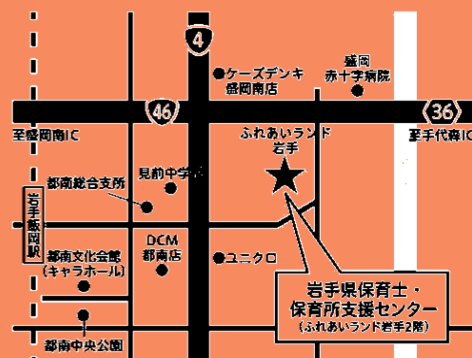 4
ケーズデンキ
盛岡南店
盛岡
赤十字病院
46
36
至盛岡南IC
ふれあいランド
岩手
至手代森IC
見前中学
都南総合支所
岩手飯岡駅
都南文化会館
(キャラホール)
DCM
都南店
ユニクロ
岩手県保育士・
保育所支援センター
(ふれあいランド岩手2階)
都南中央公園